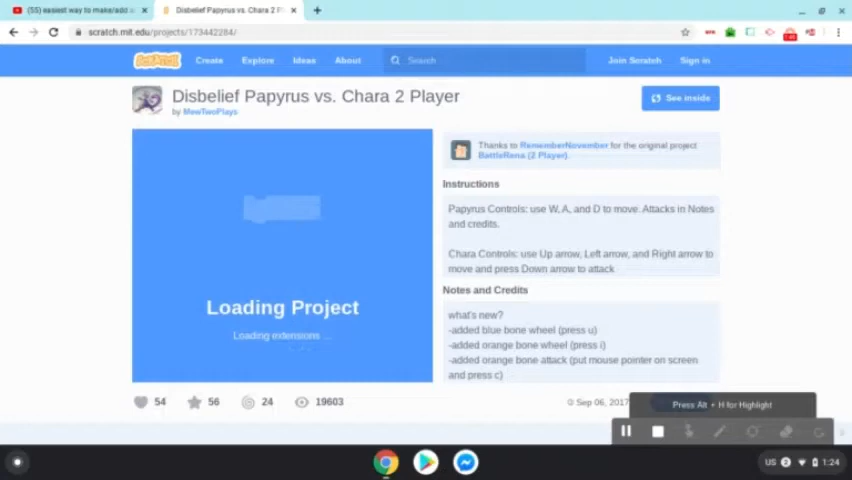 (55) easiest way to make/add a
Disbelief Papyrus vs. Chara 2 Pl
scratch.mit.edu/projects/173442284/
SCRATCH
Create
Explore
Ideas
About
Search
Join Scratch
Sign in
Disbelief Papyrus vs. Chara 2 Player
by MewTwoPlays
See inside
Thanks to RememberNovember for the original project
BattleRena (2 Player).
Instructions
Papyrus Controls: use W, A, and D to move. Attacks in Notes
and credits.
Chara Controls: use Up arrow, Left arrow, and Right arrow to
move and press Down arrow to attack
Loading Project
Loading extensions ...
Notes and Credits
what's new?
-added blue bone wheel (press u)
-added orange bone wheel (press i)
-added orange bone attack (put mouse pointer on screen
and press c)
54
56
24
19603
© Sep 06, 2017
Press Alt + H for Highlight
US
2
1:24